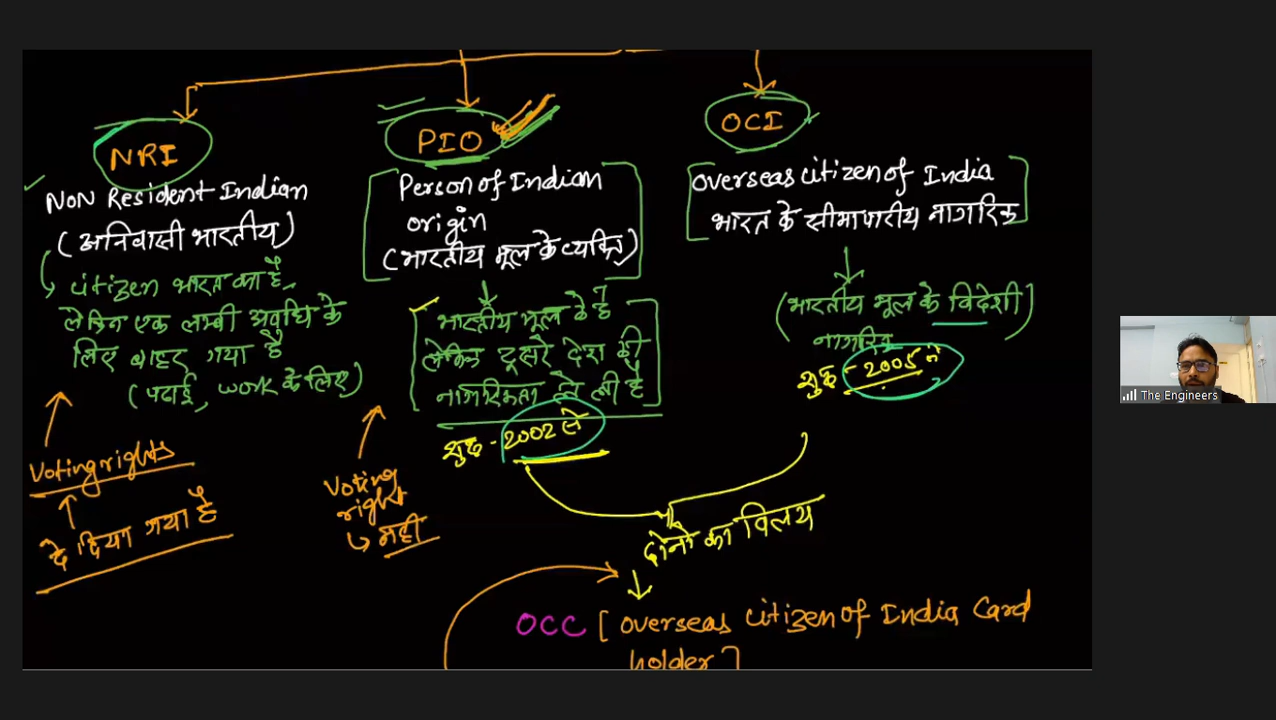 NRI
NON Resident Indian
(अनिवासी भारतीय)
citizen भारत का है
लेकिन एक लम्बी अवधि के
लिए बाहर गया है
(पढाई, work के लिए)
Voting rights
दे दिया गया है
PIO
Person of Indian
origin
(भारतीय मूल के व्यक्ति)
भारतीय मूल के है
लेकिन दूसरे देश की
नागरिकता ले ली है
शुरू - 2002 से
Voting
right
नही
OCI
overseas citizen of India
भारत के सीमापारीय नागरिक
(भारतीय मूल के विदेशी
नागरिक
शुरू - 2005 मे
दोनो का विलय
OCC [overseas citizen of India Card
holder]
The Engineers